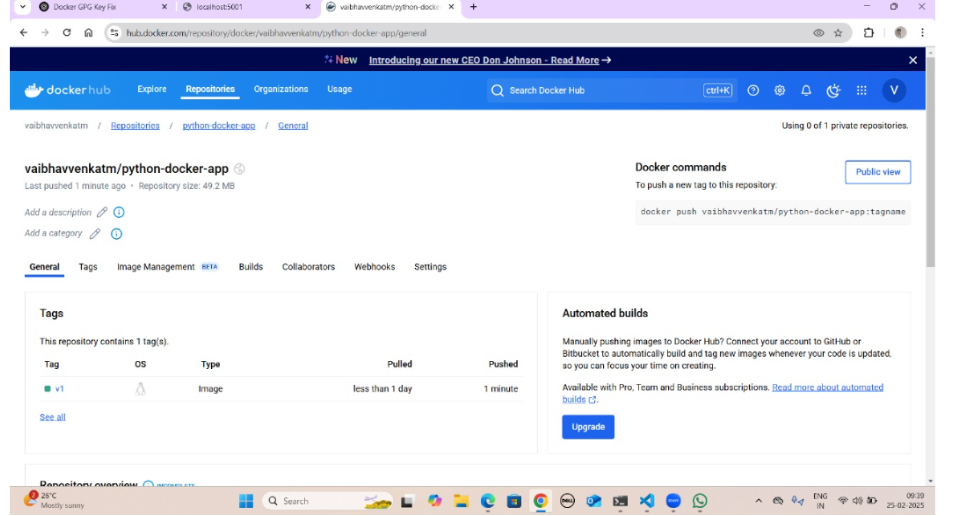 Docker GPG Key Fix
localhost:5001
vaibhavvenkatm/python-docke
hub.docker.com/repository/docker/vaibhavvenkatm/python-docker-app/general
New Introducing our new CEO Don Johnson - Read More →
dockerhub Explore Repositories Organizations Usage Search Docker Hub ctrl+K V
vaibhavvenkatm / Repositories / python-docker-app / General Using 0 of 1 private repositories.
vaibhavvenkatm/python-docker-app
Last pushed 1 minute ago • Repository size: 49.2 MB
Add a description
Add a category
Docker commands
Public view
To push a new tag to this repository:
docker push vaibhavvenkatm/python-docker-app:tagname
General Tags Image Management BETA Builds Collaborators Webhooks Settings
Tags
This repository contains 1 tag(s).
Tag OS Type Pulled Pushed
v1 Image less than 1 day 1 minute
See all
Automated builds
Manually pushing images to Docker Hub? Connect your account to GitHub or
Bitbucket to automatically build and tag new images whenever your code is updated,
so you can focus your time on creating.
Available with Pro, Team and Business subscriptions. Read more about automated
builds
Upgrade
Repository overview INCOMPLETE
26°C
Mostly sunny
Search
ENG
IN
09:39
25-02-2025